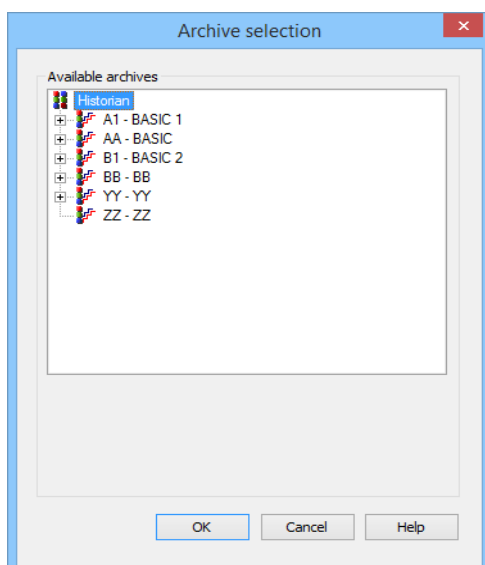 Archive selection
Available archives
Historian
A1 - BASIC 1
AA - BASIC
B1 - BASIC 2
BB - BB
YY - YY
ZZ - ZZ
OK Cancel Help